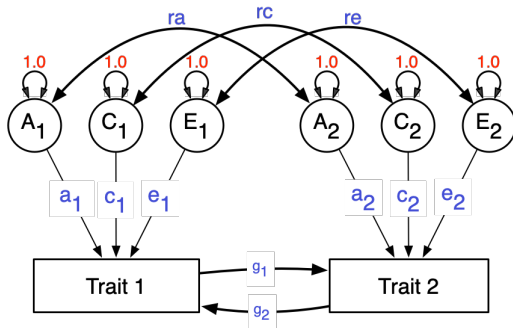 ra rc re
1.0 1.0 1.0 1.0 1.0 1.0
A1 C1 E1 A2 C2 E2
a1 c1 e1 a2 c2 e2
g1
Trait 1 Trait 2
g2